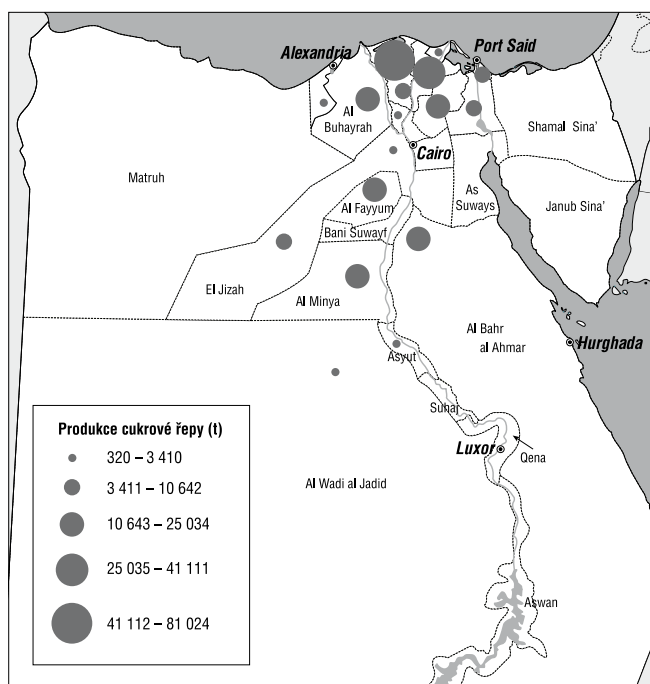 Alexandria
Port Said
Al
Buhayrah
Shamal Sina'
Cairo
Matruh
As
Suways
Janub Sina'
Al Fayyum
Bani Suwayf
El Jizah
Al Minya
Al Bahr
al Ahmar
Hurghada
Asyut
Suhaj
Luxor
Qena
Al Wadi al Jadid
Aswan
Produkce cukrové řepy (t)
320 – 3 410
3 411 – 10 642
10 643 – 25 034
25 035 – 41 111
41 112 – 81 024